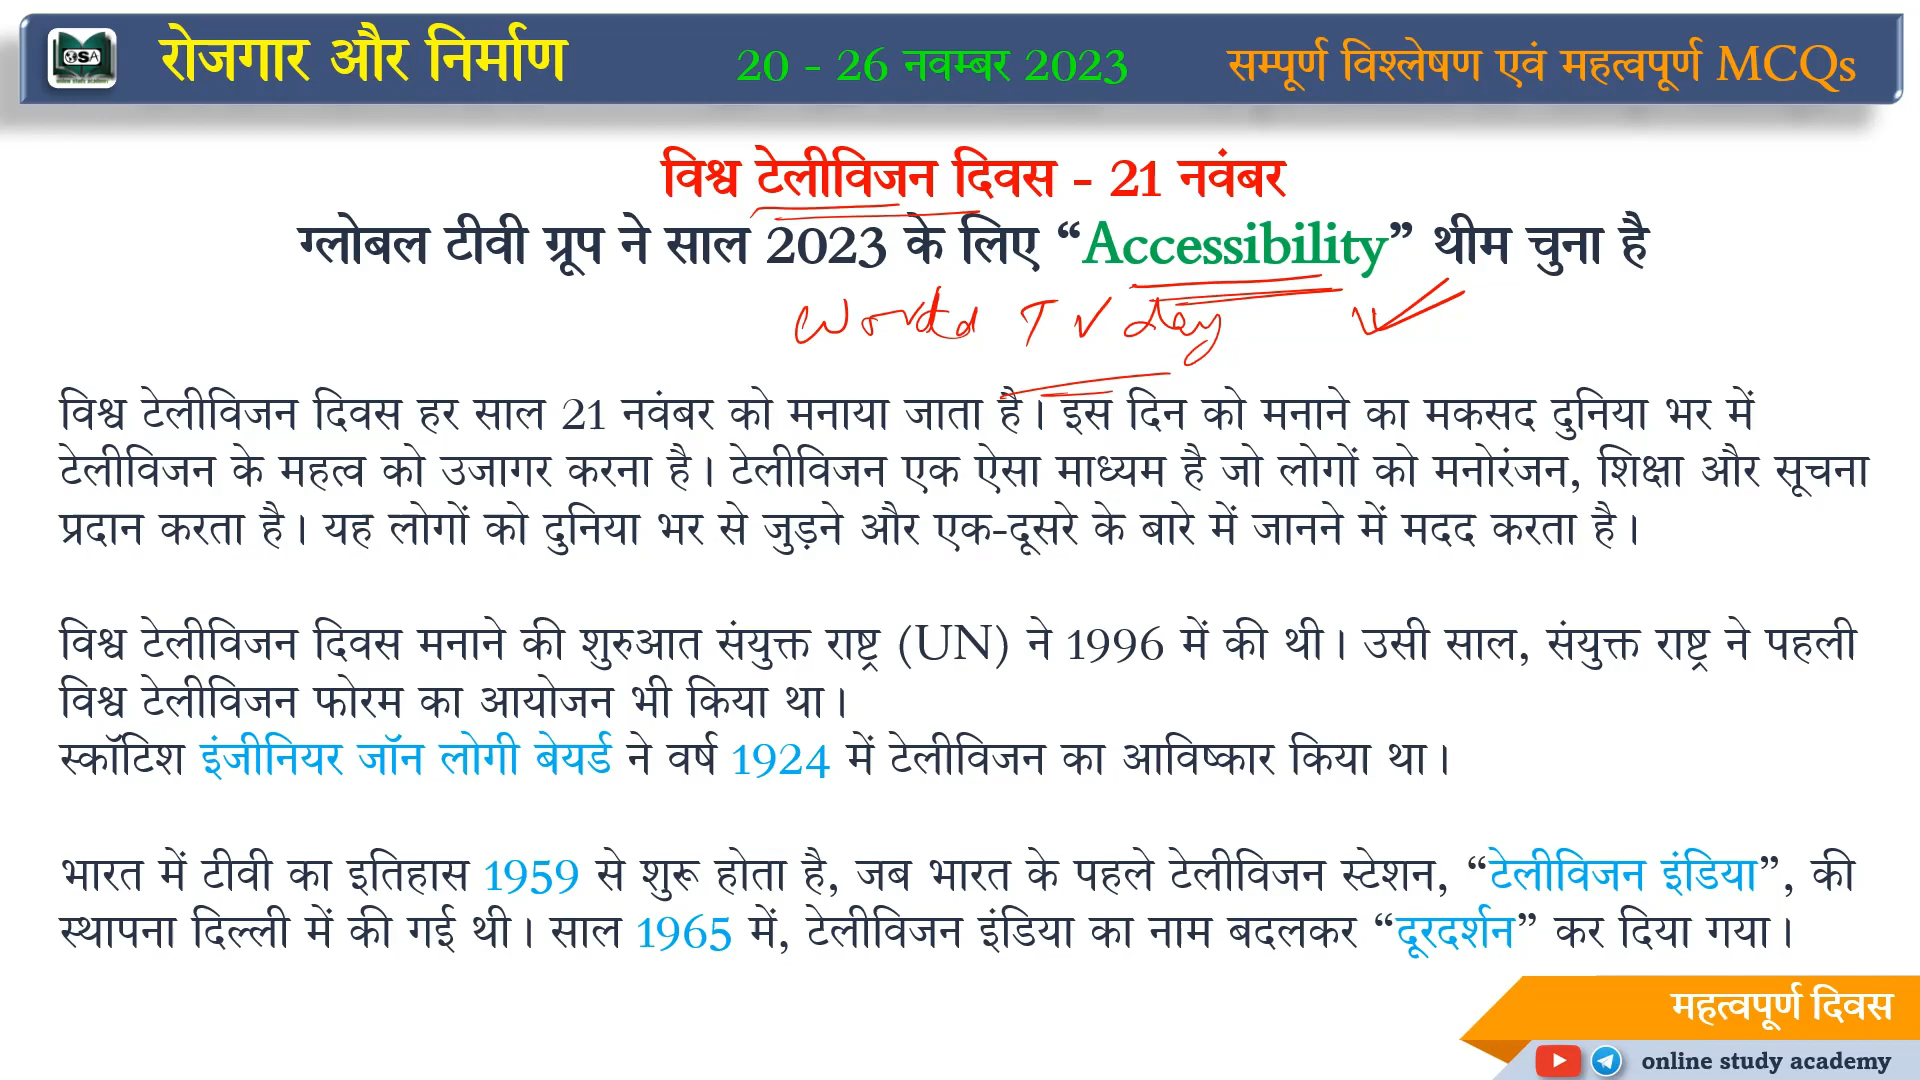 OSA
रोजगार और निर्माण
20 - 26 नवम्बर 2023
सम्पूर्ण विश्लेषण एवं महत्वपूर्ण MCQs
विश्व टेलीविजन दिवस - 21 नवंबर
ग्लोबल टीवी ग्रूप ने साल 2023 के लिए “Accessibility” थीम चुना है
World TV day
विश्व टेलीविजन दिवस हर साल 21 नवंबर को मनाया जाता है। इस दिन को मनाने का मकसद दुनिया भर में
टेलीविजन के महत्व को उजागर करना है। टेलीविजन एक ऐसा माध्यम है जो लोगों को मनोरंजन, शिक्षा और सूचना
प्रदान करता है। यह लोगों को दुनिया भर से जुड़ने और एक-दूसरे के बारे में जानने में मदद करता है।
विश्व टेलीविजन दिवस मनाने की शुरुआत संयुक्त राष्ट्र (UN) ने 1996 में की थी। उसी साल, संयुक्त राष्ट्र ने पहली
विश्व टेलीविजन फोरम का आयोजन भी किया था।
स्कॉटिश इंजीनियर जॉन लोगी बेयर्ड ने वर्ष 1924 में टेलीविजन का आविष्कार किया था।
भारत में टीवी का इतिहास 1959 से शुरू होता है, जब भारत के पहले टेलीविजन स्टेशन, “टेलीविजन इंडिया”, की
स्थापना दिल्ली में की गई थी। साल 1965 में, टेलीविजन इंडिया का नाम बदलकर “दूरदर्शन” कर दिया गया।
महत्वपूर्ण दिवस
online study academy